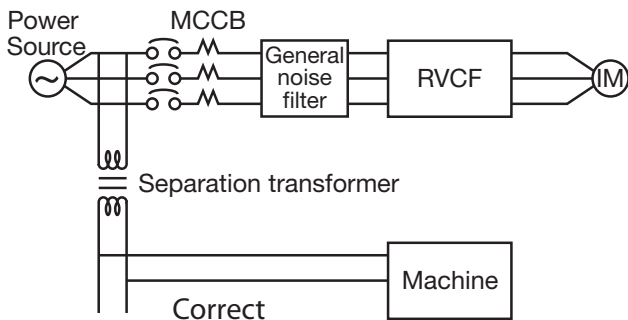 Power
Source
MCCB
General
noise
filter
RVCF
IM
Separation transformer
Machine
Correct